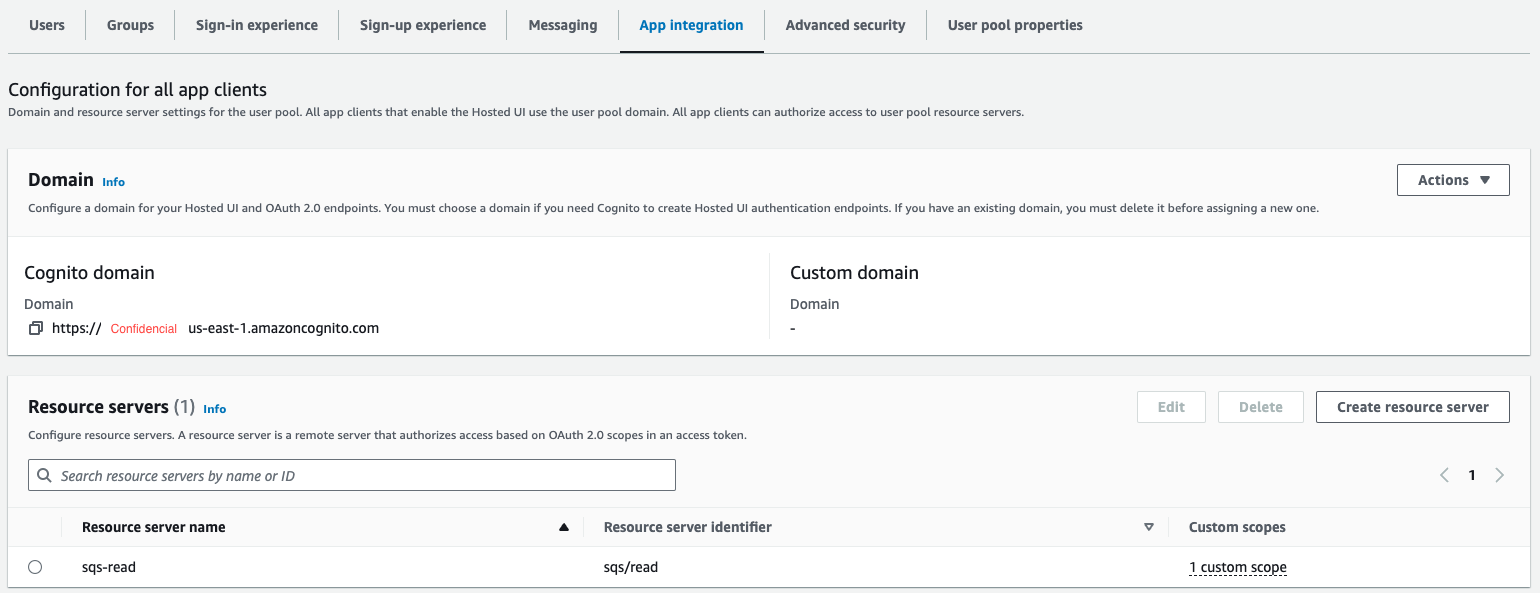 Users Groups Sign-in experience Sign-up experience Messaging App integration Advanced security User pool properties
Configuration for all app clients
Domain and resource server settings for the user pool. All app clients that enable the Hosted UI use the user pool domain. All app clients can authorize access to user pool resource servers.
Domain Info
Actions
Configure a domain for your Hosted UI and OAuth 2.0 endpoints. You must choose a domain if you need Cognito to create Hosted UI authentication endpoints. If you have an existing domain, you must delete it before assigning a new one.
Cognito domain
Domain
https:// Confidencial us-east-1.amazoncognito.com
Custom domain
Domain
-
Resource servers (1) Info
Edit Delete Create resource server
Configure resource servers. A resource server is a remote server that authorizes access based on OAuth 2.0 scopes in an access token.
Search resource servers by name or ID
1
Resource server name Resource server identifier Custom scopes
sqs-read sqs/read 1 custom scope